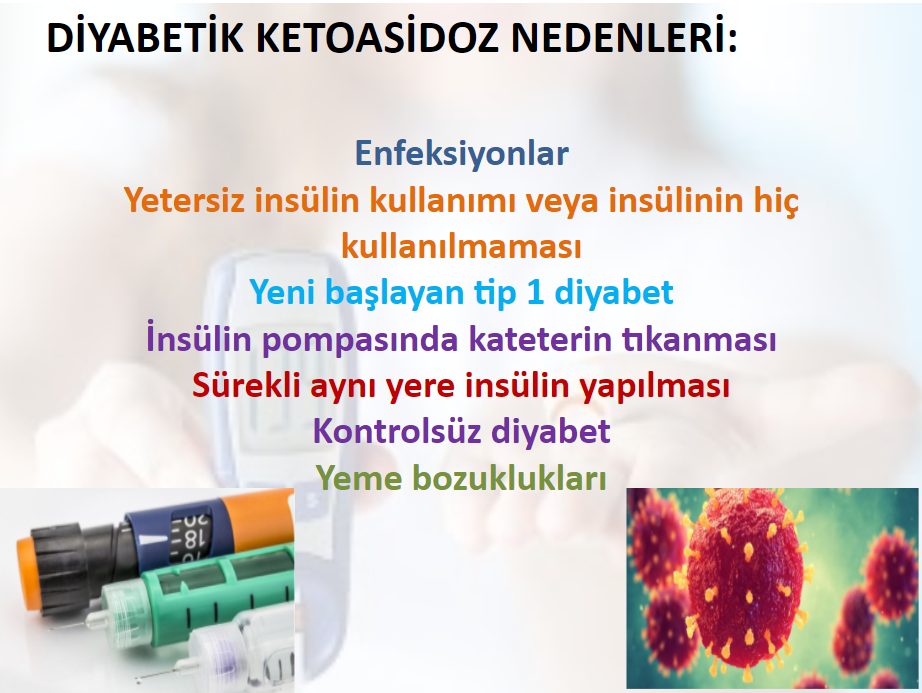 DİYABETİK KETOASİDOZ NEDENLERİ:
Enfeksiyonlar
Yetersiz insülin kullanımı veya insülinin hiç
kullanılmaması
Yeni başlayan tip 1 diyabet
İnsülin pompasında kateterin tıkanması
Sürekli aynı yere insülin yapılması
Kontrolsüz diyabet
Yeme bozuklukları
20
18